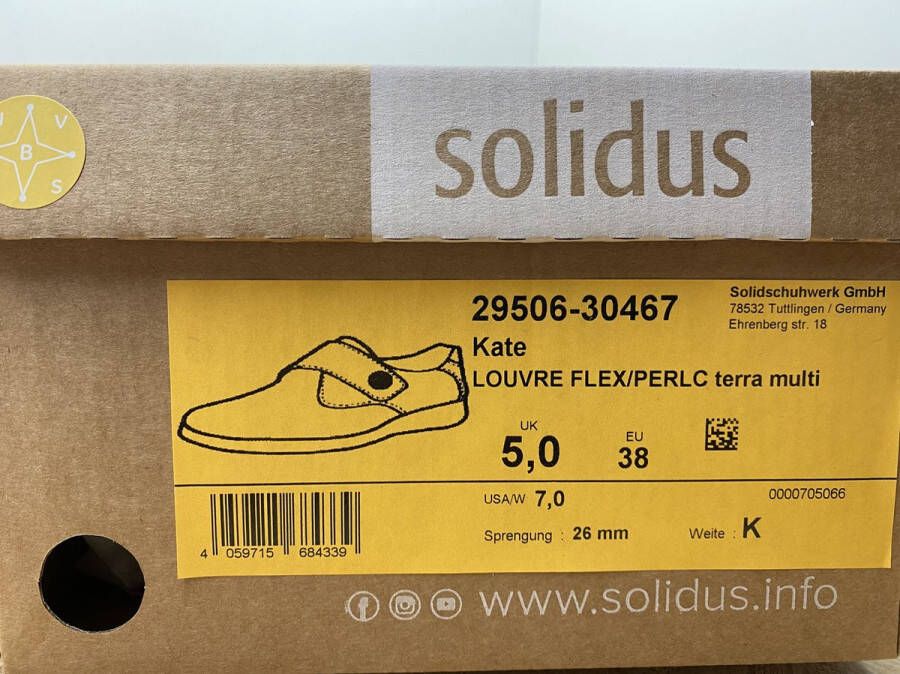 V
B
S
solidus
29506-30467
Solidschuhwerk GmbH
78532 Tuttlingen / Germany
Ehrenberg str. 18
Kate
LOUVRE FLEX/PERLC terra multi
UK
5,0
EU
38
USA/W 7,0
0000705066
Sprengung : 26 mm
Weite : K
4 059715 684339
www.solidus.info